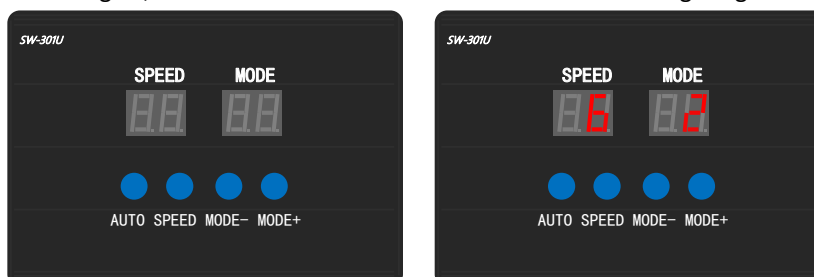 SW-301U
SPEED MODE
AUTO SPEED MODE- MODE+
SW-301U
SPEED MODE
6 2
AUTO SPEED MODE- MODE+